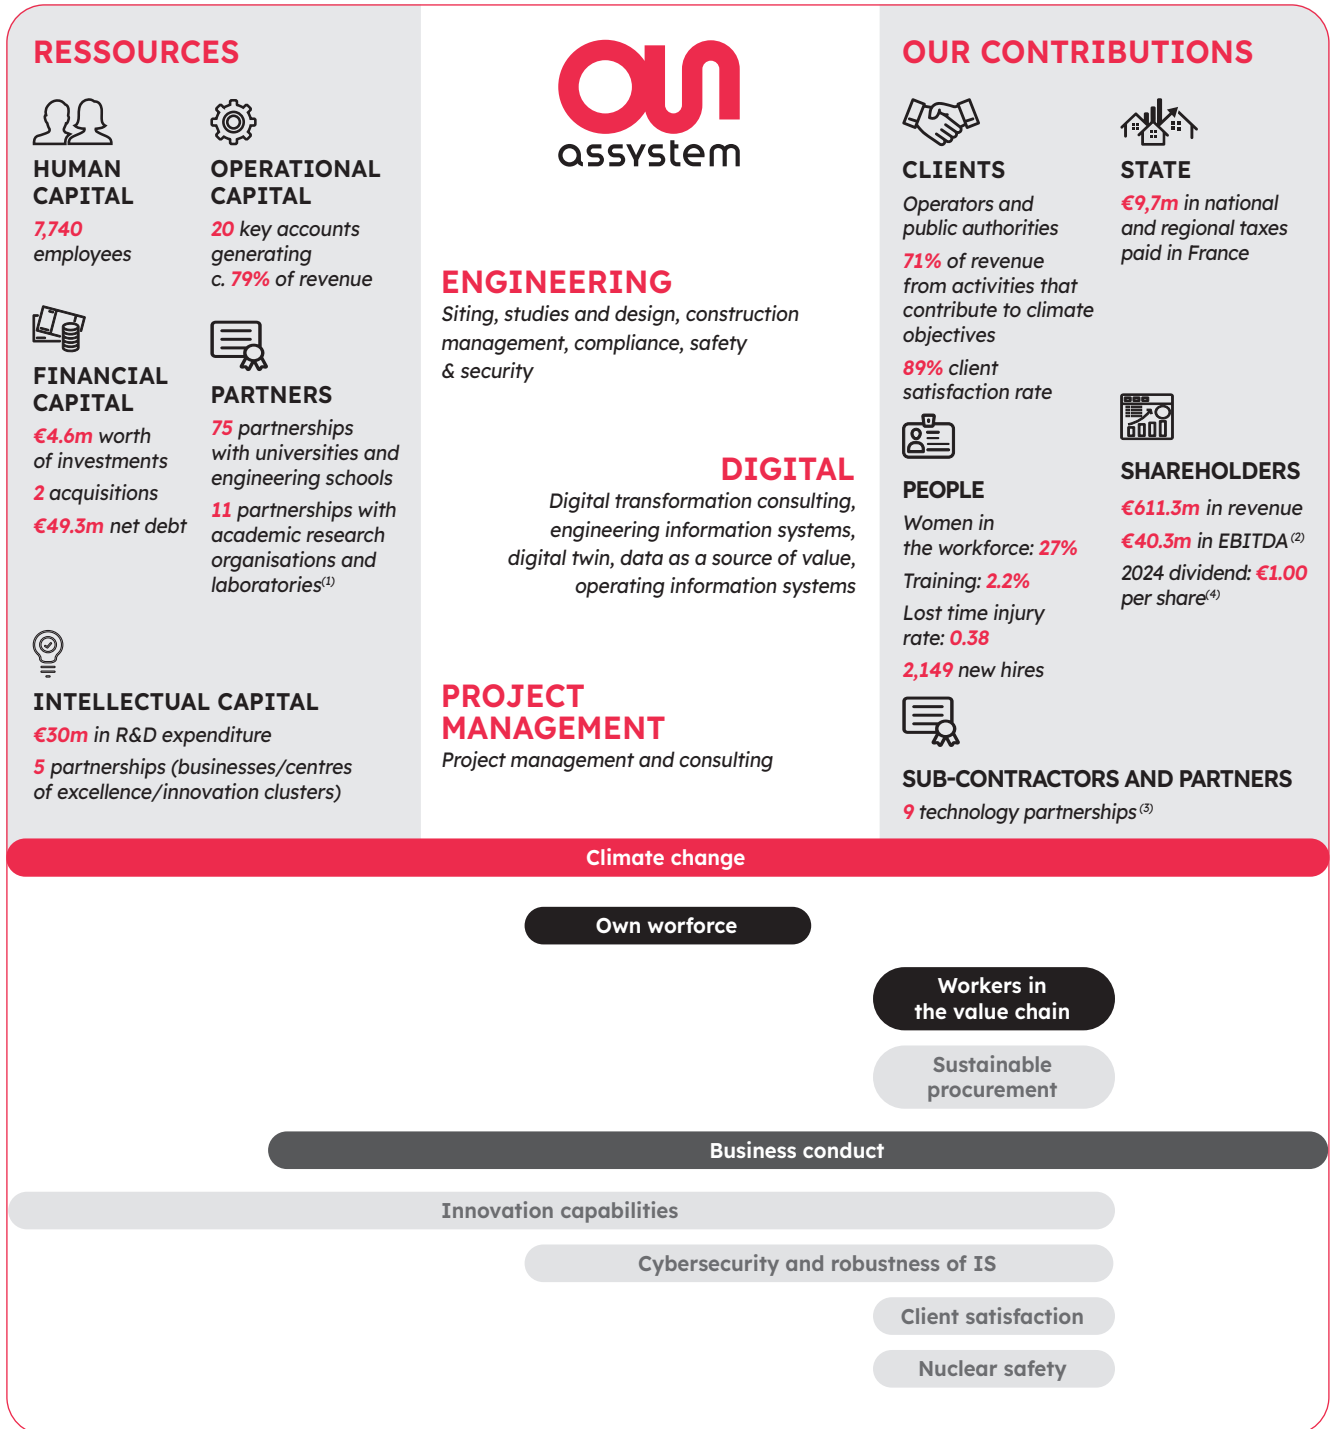 RESSOURCES
HUMAN
CAPITAL
7,740
employees
OPERATIONAL
CAPITAL
20 key accounts
generating
c. 79% of revenue
FINANCIAL
CAPITAL
€4.6m worth
of investments
2 acquisitions
€49.3m net debt
PARTNERS
75 partnerships
with universities and
engineering schools
11 partnerships with
academic research
organisations and
laboratories(1)
INTELLECTUAL CAPITAL
€30m in R&D expenditure
5 partnerships (businesses/centres
of excellence/innovation clusters)
assystem
ENGINEERING
Siting, studies and design, construction
management, compliance, safety
& security
DIGITAL
Digital transformation consulting,
engineering information systems,
digital twin, data as a source of value,
operating information systems
PROJECT
MANAGEMENT
Project management and consulting
OUR CONTRIBUTIONS
CLIENTS
Operators and
public authorities
71% of revenue
from activities that
contribute to climate
objectives
89% client
satisfaction rate
STATE
€9,7m in national
and regional taxes
paid in France
PEOPLE
Women in
the workforce: 27%
Training: 2.2%
Lost time injury
rate: 0.38
2,149 new hires
SHAREHOLDERS
€611.3m in revenue
€40.3m in EBITDA(2)
2024 dividend: €1.00
per share(4)
SUB-CONTRACTORS AND PARTNERS
9 technology partnerships(3)
Climate change
Own worforce
Workers in
the value chain
Sustainable
procurement
Business conduct
Innovation capabilities
Cybersecurity and robustness of IS
Client satisfaction
Nuclear safety